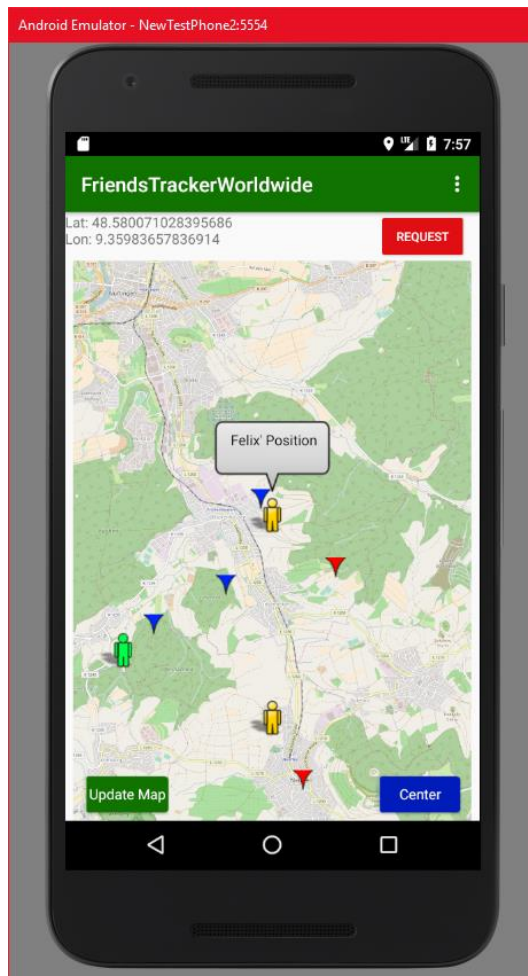 Android Emulator - NewTestPhone2:5554
LTE 7:57
FriendsTrackerWorldwide
Lat: 48.580071028395686
Lon: 9.35983657836914
REQUEST
Felix' Position
Update Map
Center